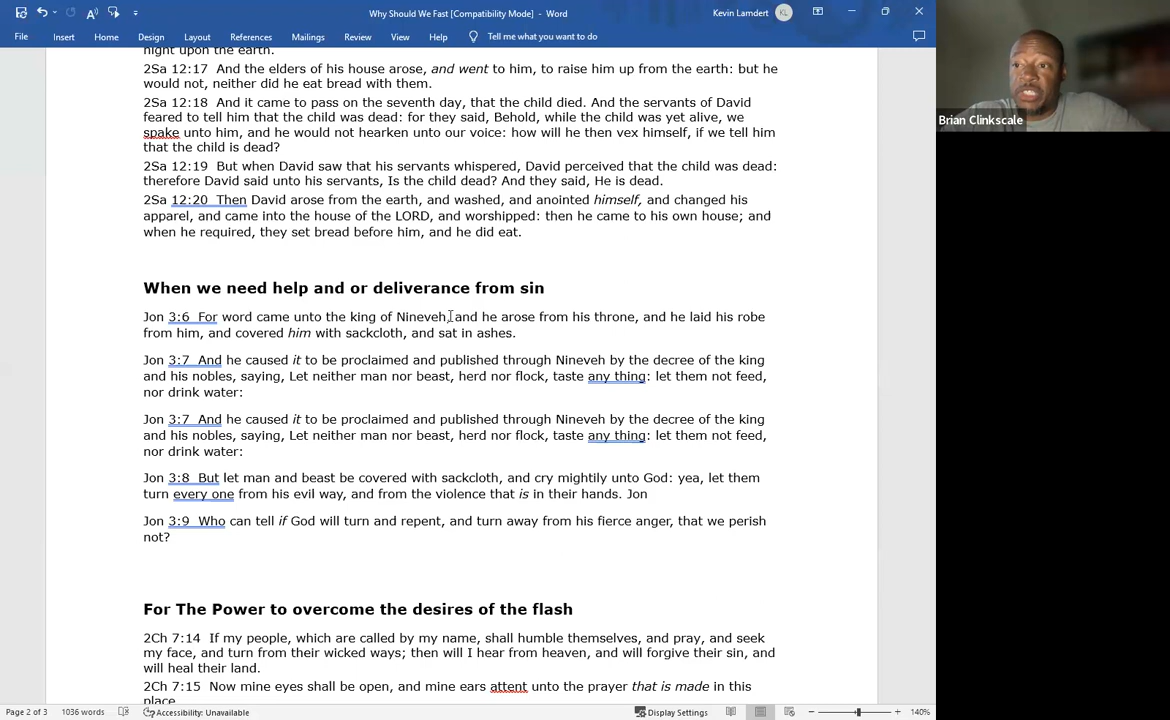 Why Should We Fast [Compatibility Mode] - Word
Kevin Lamdert
KL
File Insert Home Design Layout References Mailings Review View Help Tell me what you want to do
night upon the earth.
2Sa 12:17 And the elders of his house arose, and went to him, to raise him up from the earth: but he
would not, neither did he eat bread with them.
2Sa 12:18 And it came to pass on the seventh day, that the child died. And the servants of David
feared to tell him that the child was dead: for they said, Behold, while the child was yet alive, we
spake unto him, and he would not hearken unto our voice: how will he then vex himself, if we tell him
that the child is dead?
2Sa 12:19 But when David saw that his servants whispered, David perceived that the child was dead:
therefore David said unto his servants, Is the child dead? And they said, He is dead.
2Sa 12:20 Then David arose from the earth, and washed, and anointed himself, and changed his
apparel, and came into the house of the LORD, and worshipped: then he came to his own house; and
when he required, they set bread before him, and he did eat.
When we need help and or deliverance from sin
Jon 3:6 For word came unto the king of Nineveh, and he arose from his throne, and he laid his robe
from him, and covered him with sackcloth, and sat in ashes.
Jon 3:7 And he caused it to be proclaimed and published through Nineveh by the decree of the king
and his nobles, saying, Let neither man nor beast, herd nor flock, taste any thing: let them not feed,
nor drink water:
Jon 3:7 And he caused it to be proclaimed and published through Nineveh by the decree of the king
and his nobles, saying, Let neither man nor beast, herd nor flock, taste any thing: let them not feed,
nor drink water:
Jon 3:8 But let man and beast be covered with sackcloth, and cry mightily unto God: yea, let them
turn every one from his evil way, and from the violence that is in their hands. Jon
Jon 3:9 Who can tell if God will turn and repent, and turn away from his fierce anger, that we perish
not?
For The Power to overcome the desires of the flash
2Ch 7:14 If my people, which are called by my name, shall humble themselves, and pray, and seek
my face, and turn from their wicked ways; then will I hear from heaven, and will forgive their sin, and
will heal their land.
2Ch 7:15 Now mine eyes shall be open, and mine ears attent unto the prayer that is made in this
place.
Page 2 of 3 1036 words Accessibility: Unavailable Display Settings 140%
Brian Clinkscale